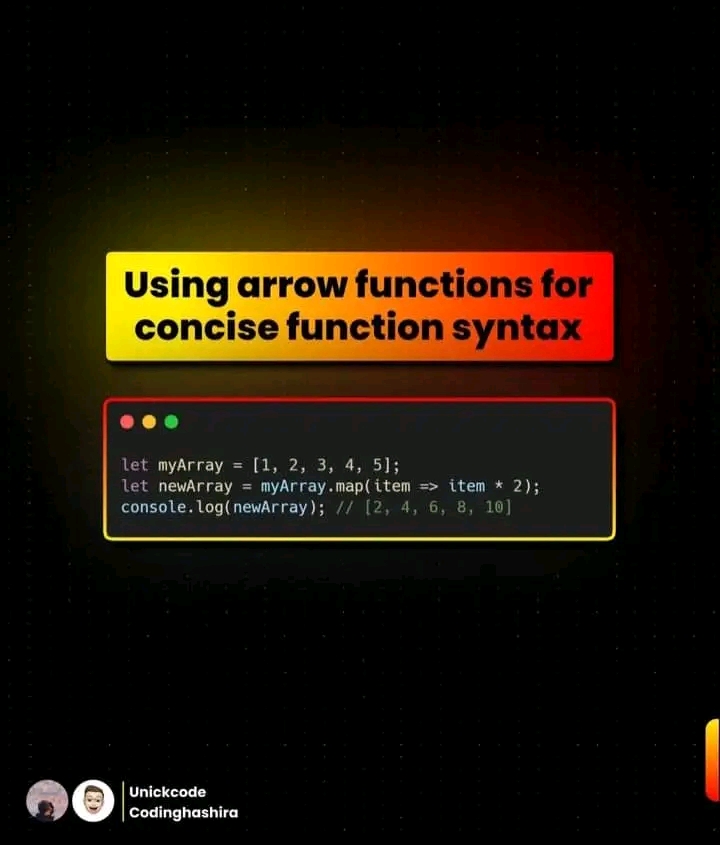 Using arrow functions for
concise function syntax
let myArray = [1, 2, 3, 4, 5];
let newArray = myArray.map(item => item * 2);
console.log(newArray); // [2, 4, 6, 8, 10]
Unickcode
Codinghashira